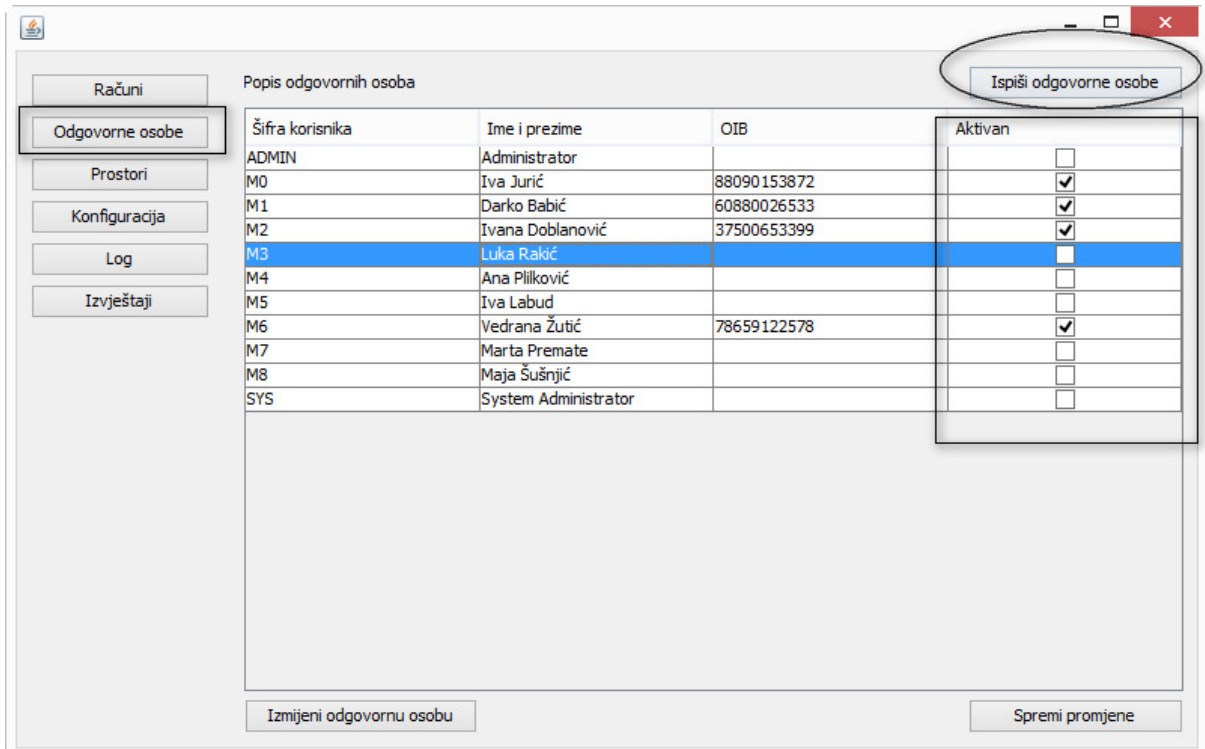 Računi
Odgovorne osobe
Prostori
Konfiguracija
Log
Izvještaji
Popis odgovornih osoba
Ispiši odgovorne osobe
Šifra korisnika Ime i prezime OIB Aktivan
ADMIN Administrator
M0 Iva Jurić 88090153872
M1 Darko Babić 60880026533
M2 Ivana Doblanović 37500653399
M3 Luka Rakić
M4 Ana Plilković
M5 Iva Labud
M6 Vedrana Žutić 78659122578
M7 Marta Premate
M8 Maja Šušnjić
SYS System Administrator
Izmijeni odgovornu osobu
Spremi promjene